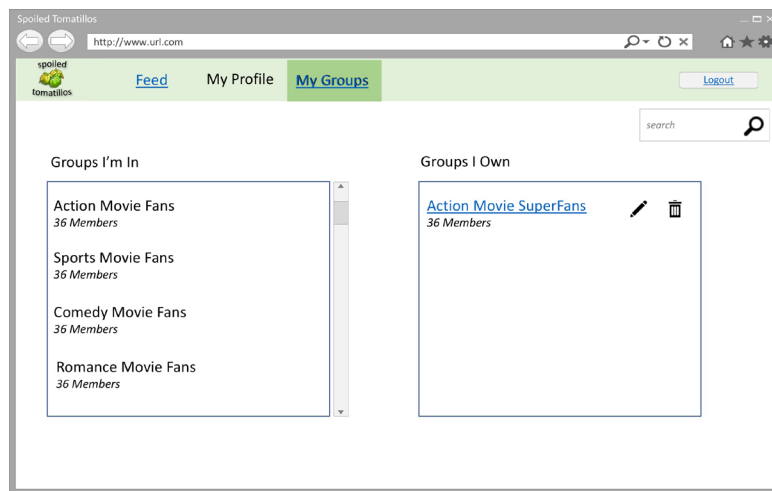 Spoiled Tomatillos
http://www.url.com
spoiled
tomatillos
Feed
My Profile
My Groups
Logout
search
Groups I'm in
Action Movie Fans
36 Members
Sports Movie Fans
36 Members
Comedy Movie Fans
36 Members
Romance Movie Fans
36 Members
Groups I Own
Action Movie SuperFans
36 Members